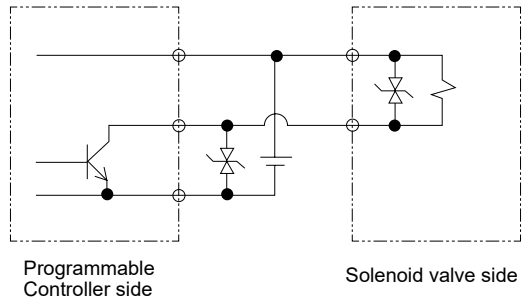 Programmable
Controller side
Solenoid valve side